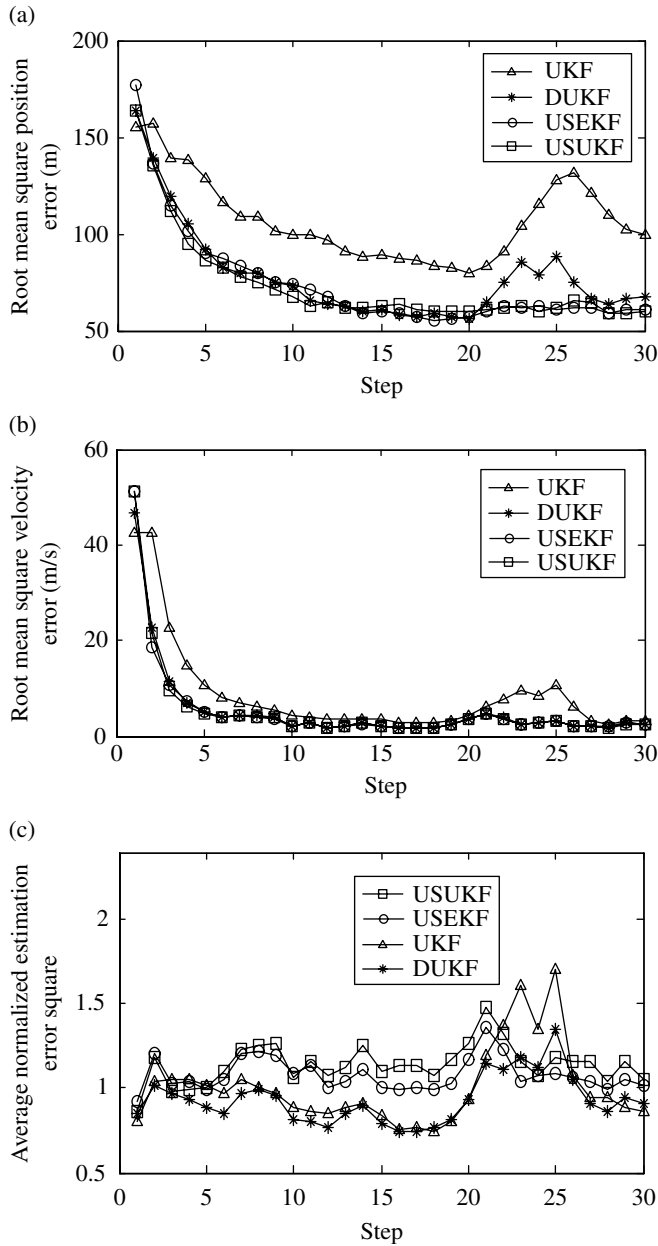 (a)
200
150
100
50
Root mean square position
error (m)
UKF
DUKF
USEKF
USUKF
0
5
10
15
20
25
30
Step
(b)
60
40
20
0
Root mean square velocity
error (m/s)
UKF
DUKF
USEKF
USUKF
0
5
10
15
20
25
30
Step
(c)
2
1.5
1
0.5
Average normalized estimation
error square
USUKF
USEKF
UKF
DUKF
0
5
10
15
20
25
30
Step